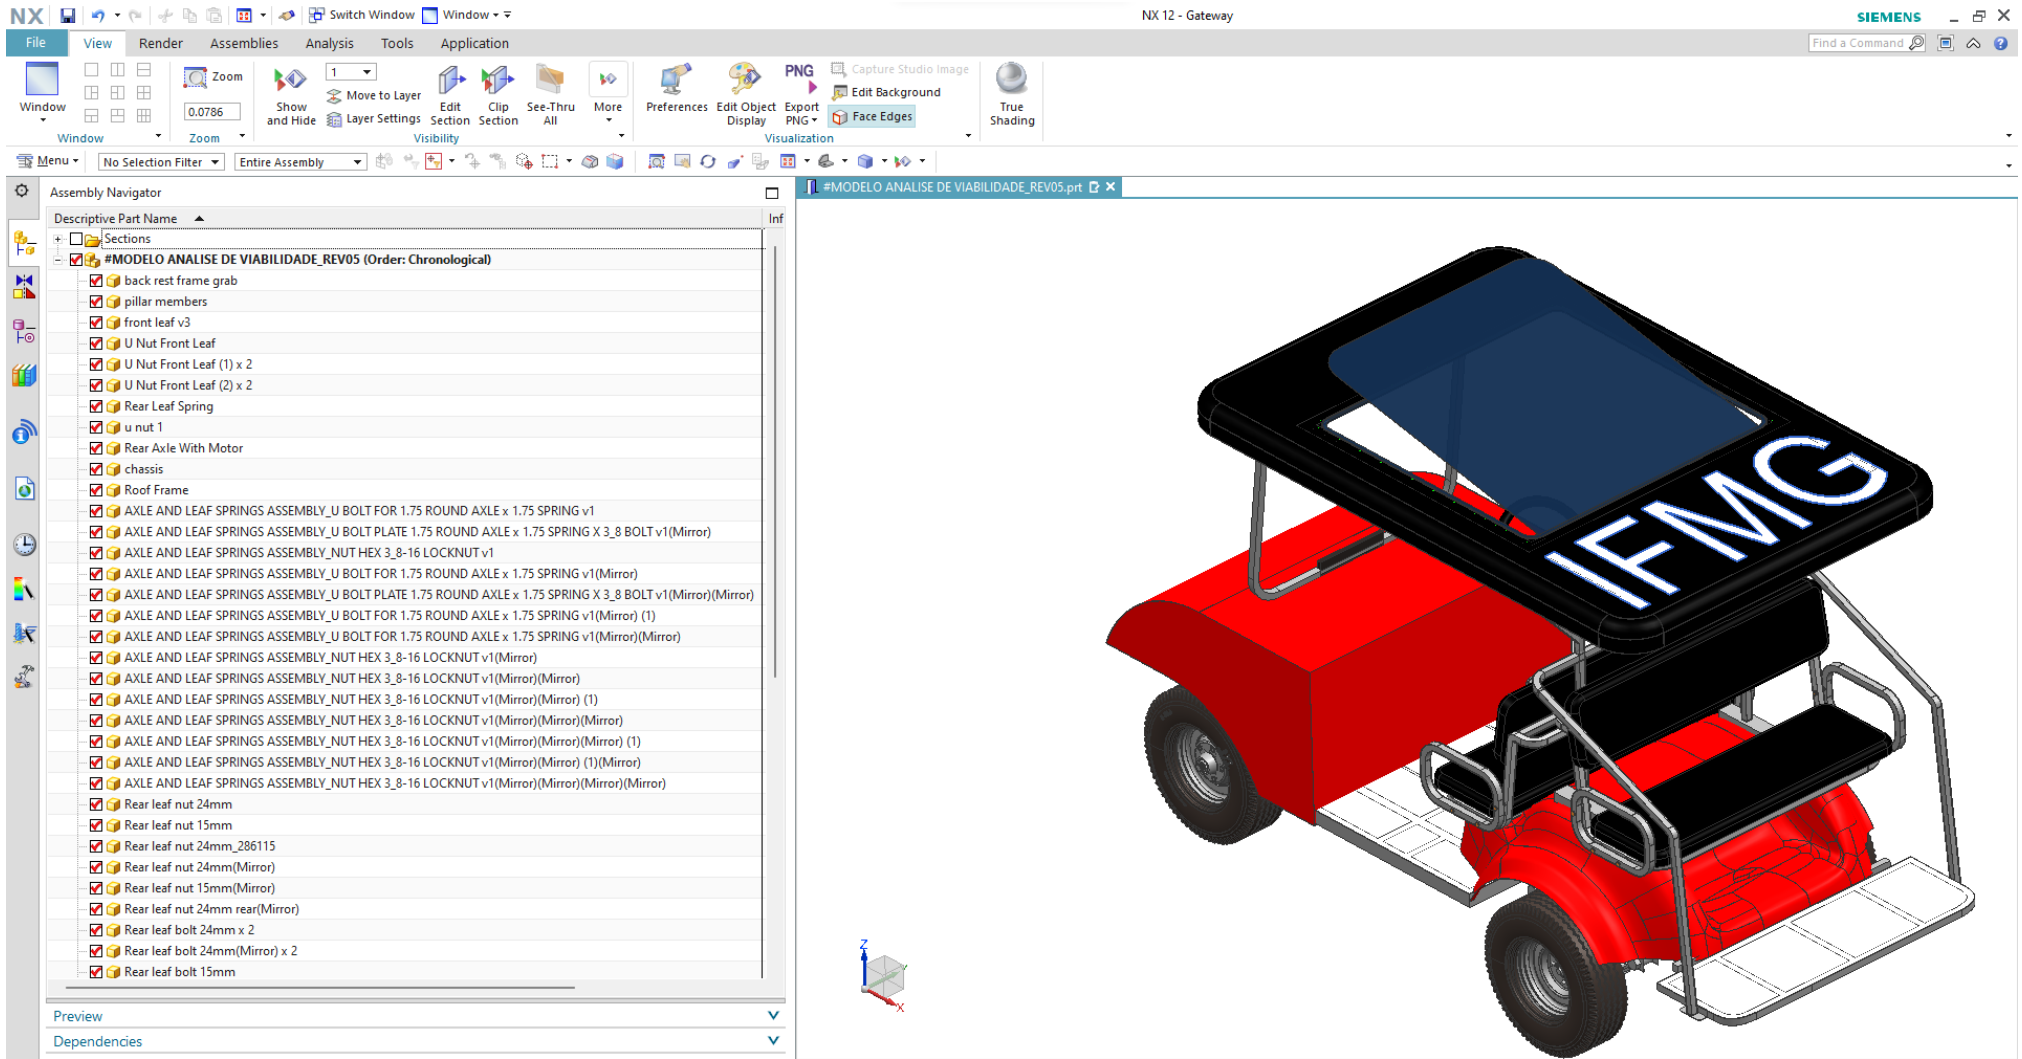 NX Switch Window Window NX 12 - Gateway SIEMENS
File View Render Assemblies Analysis Tools Application Find a Command
Zoom
1
PNG
Capture Studio Image
Move to Layer
Edit Background
0.0786
Window
Show and Hide
Layer Settings
Edit Section
Clip Section
See-Thru All
More
Preferences
Edit Object Display
Export PNG
Face Edges
True Shading
Window Zoom Visibility Visualization
Menu No Selection Filter Entire Assembly
Assembly Navigator
#MODELO ANALISE DE VIABILIDADE_REV05.prt
Descriptive Part Name Inf
Sections
#MODELO ANALISE DE VIABILIDADE_REV05 (Order: Chronological)
back rest frame grab
pillar members
front leaf v3
U Nut Front Leaf
U Nut Front Leaf (1) x 2
U Nut Front Leaf (2) x 2
Rear Leaf Spring
u nut 1
Rear Axle With Motor
chassis
Roof Frame
AXLE AND LEAF SPRINGS ASSEMBLY_U BOLT FOR 1.75 ROUND AXLE x 1.75 SPRING v1
AXLE AND LEAF SPRINGS ASSEMBLY_U BOLT PLATE 1.75 ROUND AXLE x 1.75 SPRING X 3_8 BOLT v1(Mirror)
AXLE AND LEAF SPRINGS ASSEMBLY_NUT HEX 3_8-16 LOCKNUT v1
AXLE AND LEAF SPRINGS ASSEMBLY_U BOLT FOR 1.75 ROUND AXLE x 1.75 SPRING v1(Mirror)
AXLE AND LEAF SPRINGS ASSEMBLY_U BOLT PLATE 1.75 ROUND AXLE x 1.75 SPRING X 3_8 BOLT v1(Mirror)(Mirror)
AXLE AND LEAF SPRINGS ASSEMBLY_U BOLT FOR 1.75 ROUND AXLE x 1.75 SPRING v1(Mirror) (1)
AXLE AND LEAF SPRINGS ASSEMBLY_U BOLT FOR 1.75 ROUND AXLE x 1.75 SPRING v1(Mirror)(Mirror)
AXLE AND LEAF SPRINGS ASSEMBLY_NUT HEX 3_8-16 LOCKNUT v1(Mirror)
AXLE AND LEAF SPRINGS ASSEMBLY_NUT HEX 3_8-16 LOCKNUT v1(Mirror)(Mirror)
AXLE AND LEAF SPRINGS ASSEMBLY_NUT HEX 3_8-16 LOCKNUT v1(Mirror)(Mirror) (1)
AXLE AND LEAF SPRINGS ASSEMBLY_NUT HEX 3_8-16 LOCKNUT v1(Mirror)(Mirror)(Mirror)
AXLE AND LEAF SPRINGS ASSEMBLY_NUT HEX 3_8-16 LOCKNUT v1(Mirror)(Mirror)(Mirror) (1)
AXLE AND LEAF SPRINGS ASSEMBLY_NUT HEX 3_8-16 LOCKNUT v1(Mirror)(Mirror) (1)(Mirror)
AXLE AND LEAF SPRINGS ASSEMBLY_NUT HEX 3_8-16 LOCKNUT v1(Mirror)(Mirror)(Mirror)(Mirror)
Rear leaf nut 24mm
Rear leaf nut 15mm
Rear leaf nut 24mm_286115
Rear leaf nut 24mm(Mirror)
Rear leaf nut 15mm(Mirror)
Rear leaf nut 24mm rear(Mirror)
Rear leaf bolt 24mm x 2
Rear leaf bolt 24mm(Mirror) x 2
Rear leaf bolt 15mm
Preview
Dependencies
IFMG
Z
Y
X